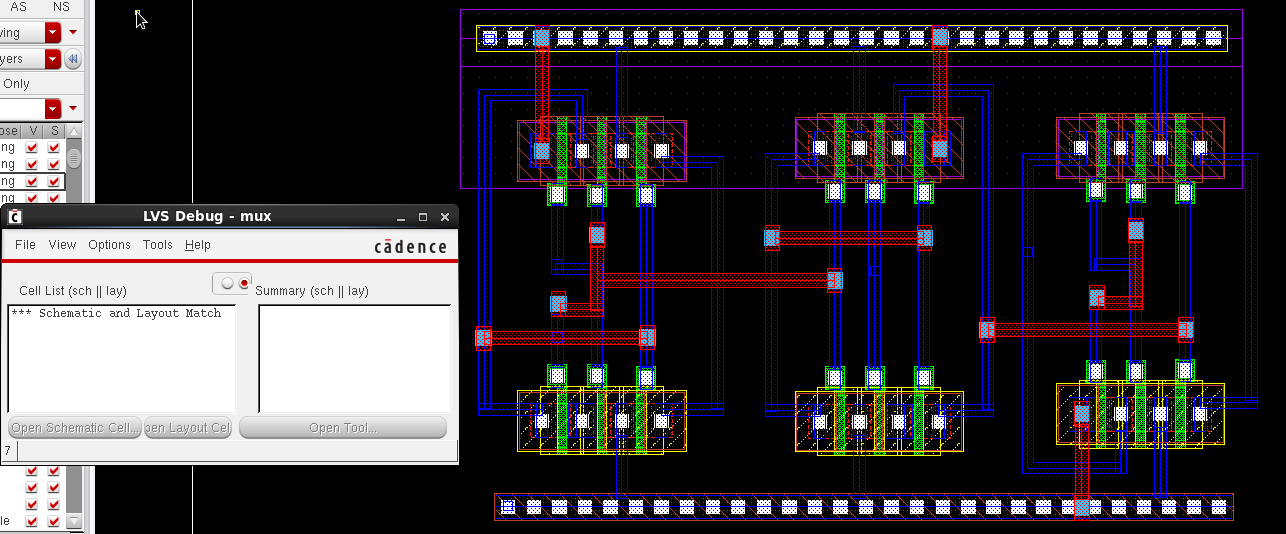 AS NS
ving
yers
Only
ose V S
ng
ng
ng
ng
LVS Debug - mux
File View Options Tools Help
cādence
Cell List (sch || lay)
Summary (sch || lay)
*** Schematic and Layout Match
Open Schematic Cell...
pen Layout Cel
Open Tool...
7
le